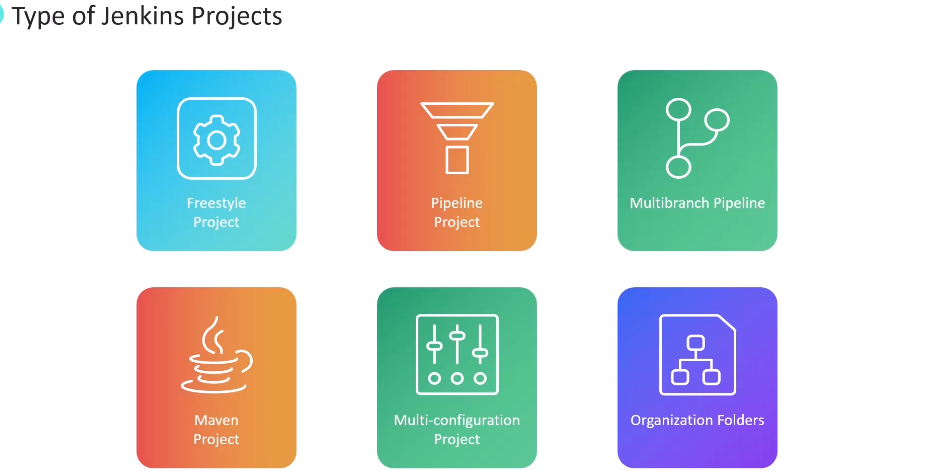 Type of Jenkins Projects
Freestyle
Project
Pipeline
Project
Multibranch Pipeline
Maven
Project
Multi-configuration
Project
Organization Folders